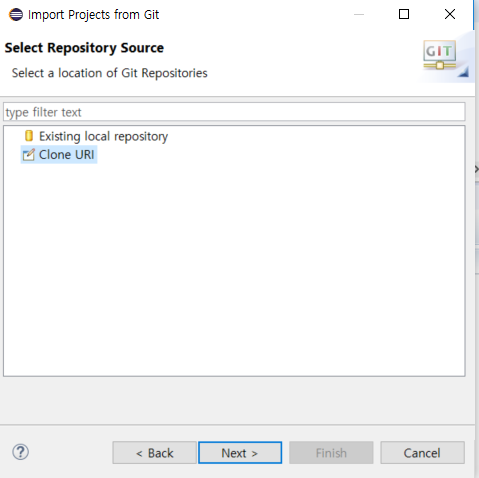 Import Projects from Git
Select Repository Source
Select a location of Git Repositories
GIT
type filter text
Existing local repository
Clone URI
?
< Back
Next >
Finish
Cancel